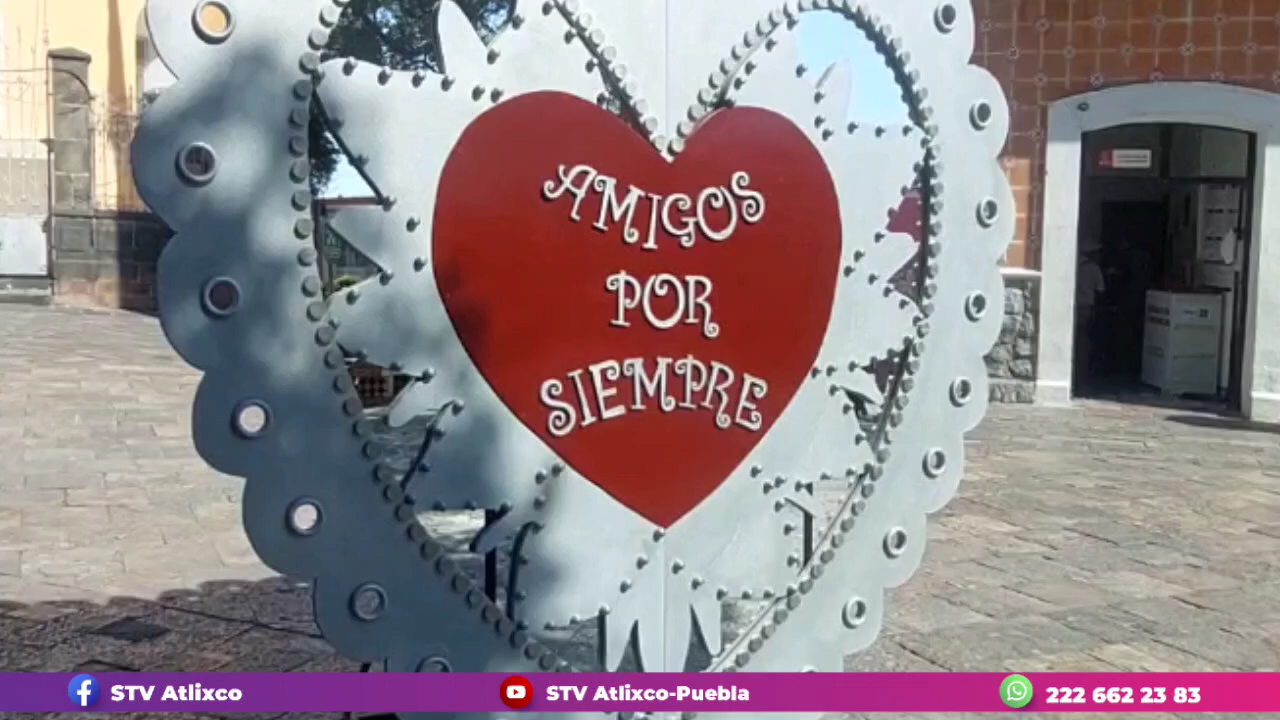 AMIGOS
POR
SIEMPRE
STV Atlixco
STV Atlixco-Puebla
222 662 23 83